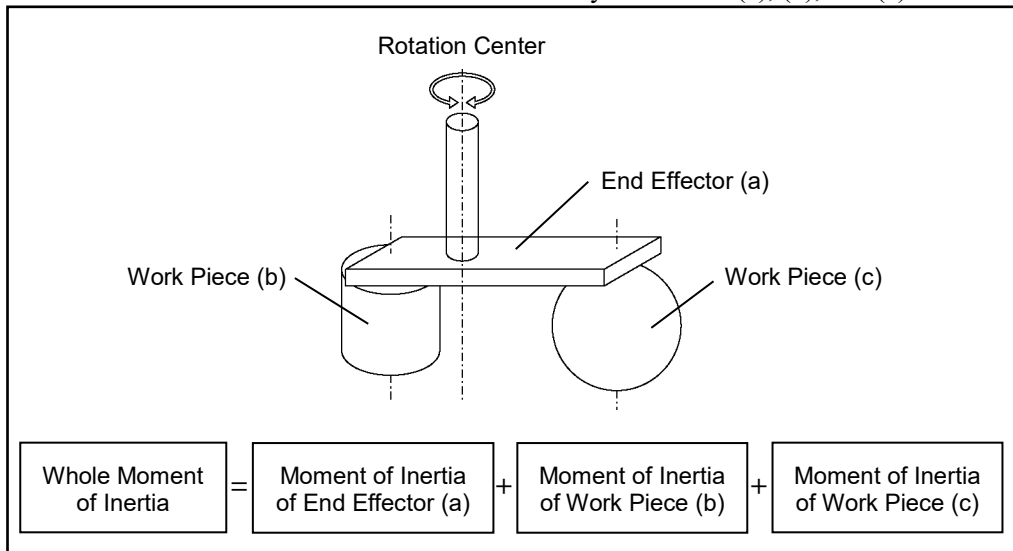 Rotation Center
End Effector (a)
Work Piece (b)
Work Piece (c)
Whole Moment
of Inertia
=
Moment of Inertia
of End Effector (a)
+
Moment of Inertia
of Work Piece (b)
+
Moment of Inertia
of Work Piece (c)